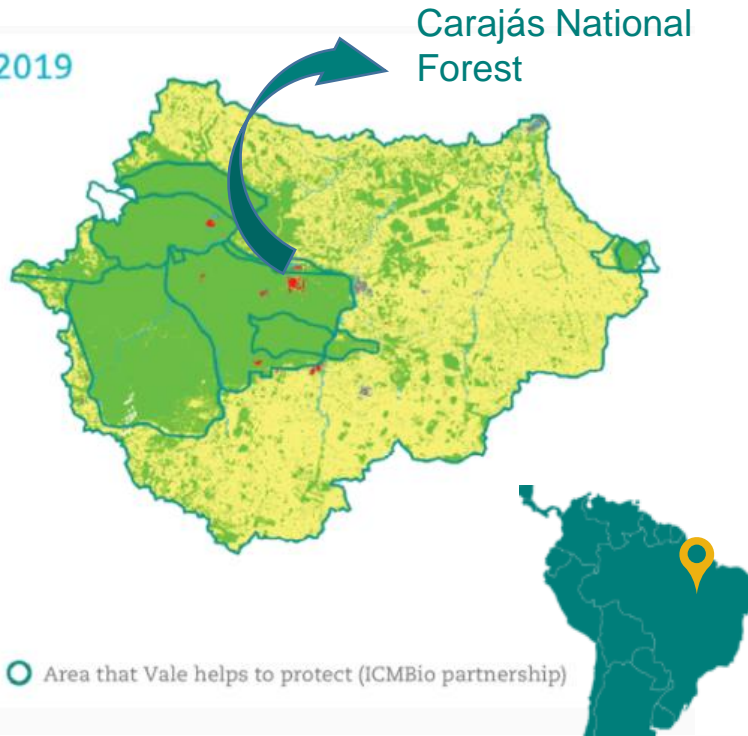 Carajás National
Forest
2019
Area that Vale helps to protect (ICMBio partnership)